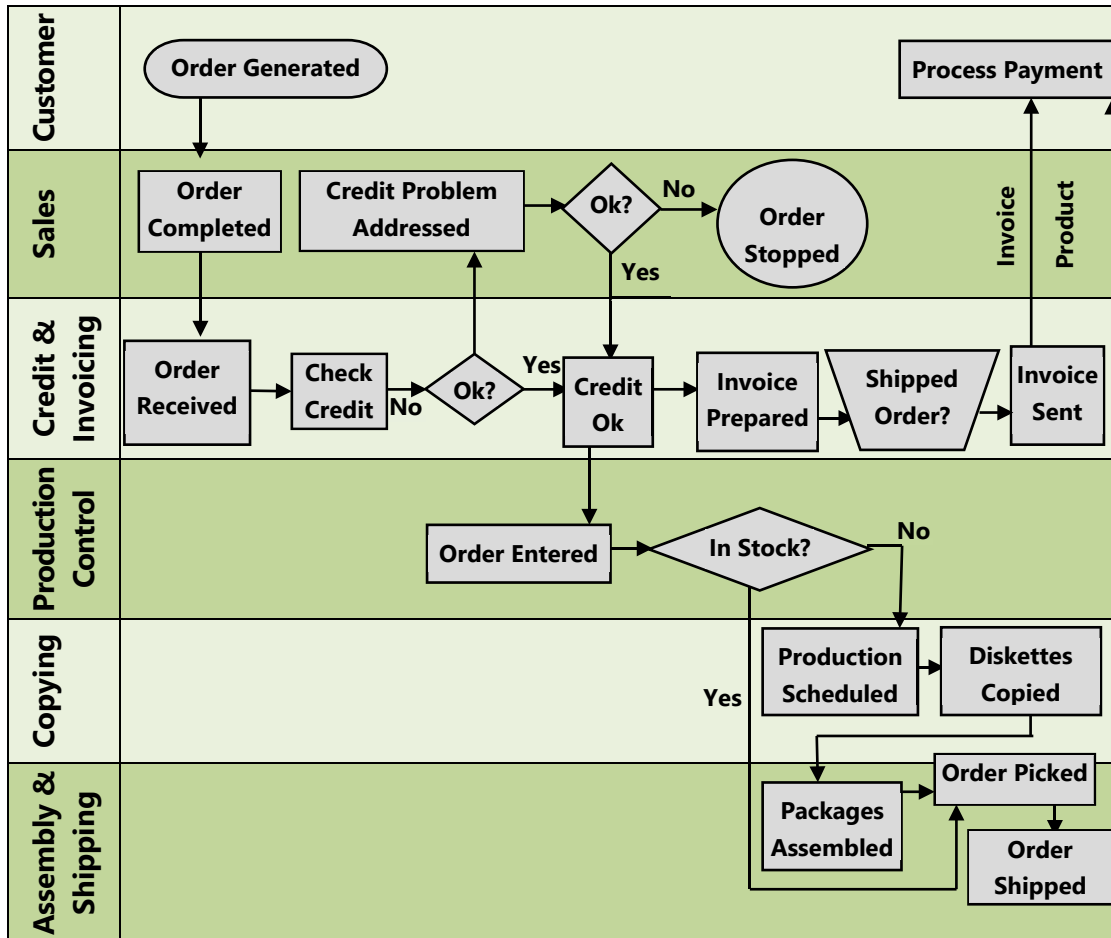 Customer
Order Generated
Process Payment
Sales
Order
Completed
Credit Problem
Addressed
Ok?
No
Order
Stopped
Yes
Invoice
Product
Credit &
Invoicing
Order
Received
Check
Credit
No
Ok?
Yes
Credit
Ok
Invoice
Prepared
Shipped
Order?
Invoice
Sent
Production
Control
Order Entered
In Stock?
No
Copying
Yes
Production
Scheduled
Diskettes
Copied
Assembly &
Shipping
Packages
Assembled
Order Picked
Order
Shipped